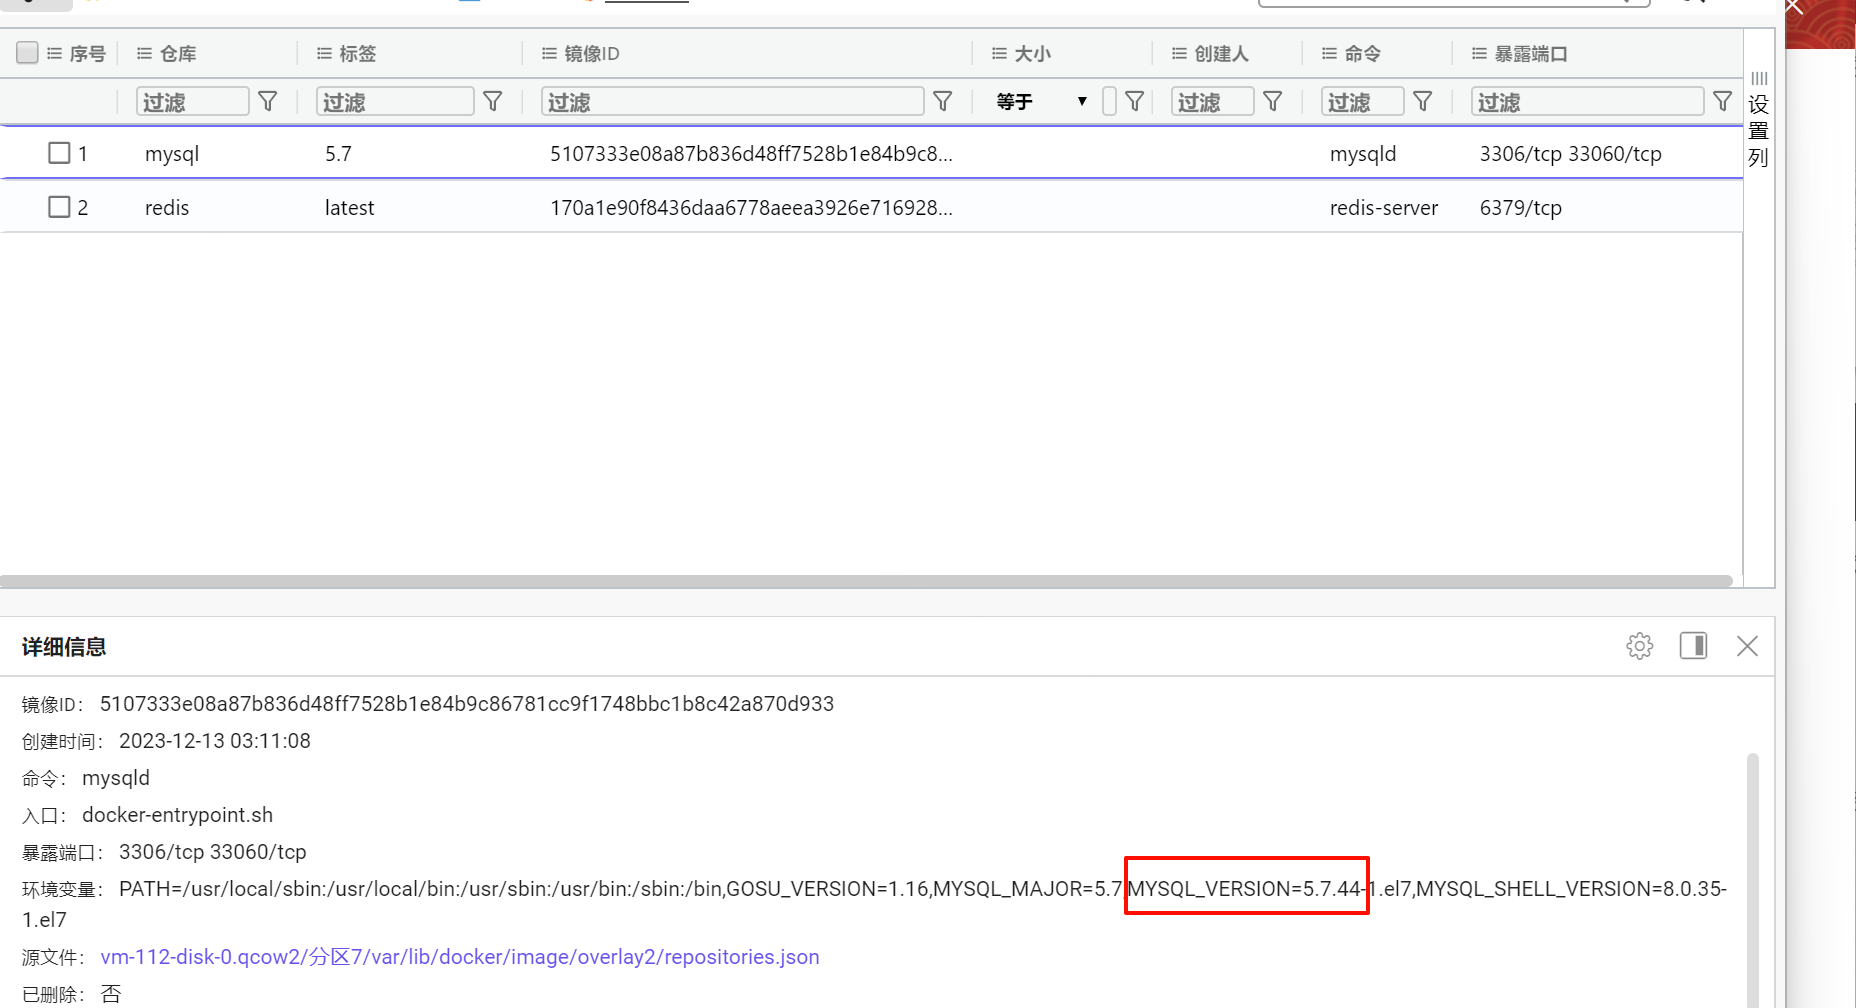 序号 仓库 标签 镜像ID 大小 创建人 命令 暴露端口
过滤 过滤 过滤 等于 过滤 过滤 过滤
设置列
1 mysql 5.7 5107333e08a87b836d48ff7528b1e84b9c8... mysqld 3306/tcp 33060/tcp
2 redis latest 170a1e90f8436daa6778aeea3926e716928... redis-server 6379/tcp
详细信息
镜像ID： 5107333e08a87b836d48ff7528b1e84b9c86781cc9f1748bbc1b8c42a870d933
创建时间： 2023-12-13 03:11:08
命令： mysqld
入口： docker-entrypoint.sh
暴露端口： 3306/tcp 33060/tcp
环境变量： PATH=/usr/local/sbin:/usr/local/bin:/usr/sbin:/usr/bin:/sbin:/bin,GOSU_VERSION=1.16,MYSQL_MAJOR=5.7,MYSQL_VERSION=5.7.44-1.el7,MYSQL_SHELL_VERSION=8.0.35-
1.el7
源文件： vm-112-disk-0.qcow2/分区7/var/lib/docker/image/overlay2/repositories.json
已删除： 否